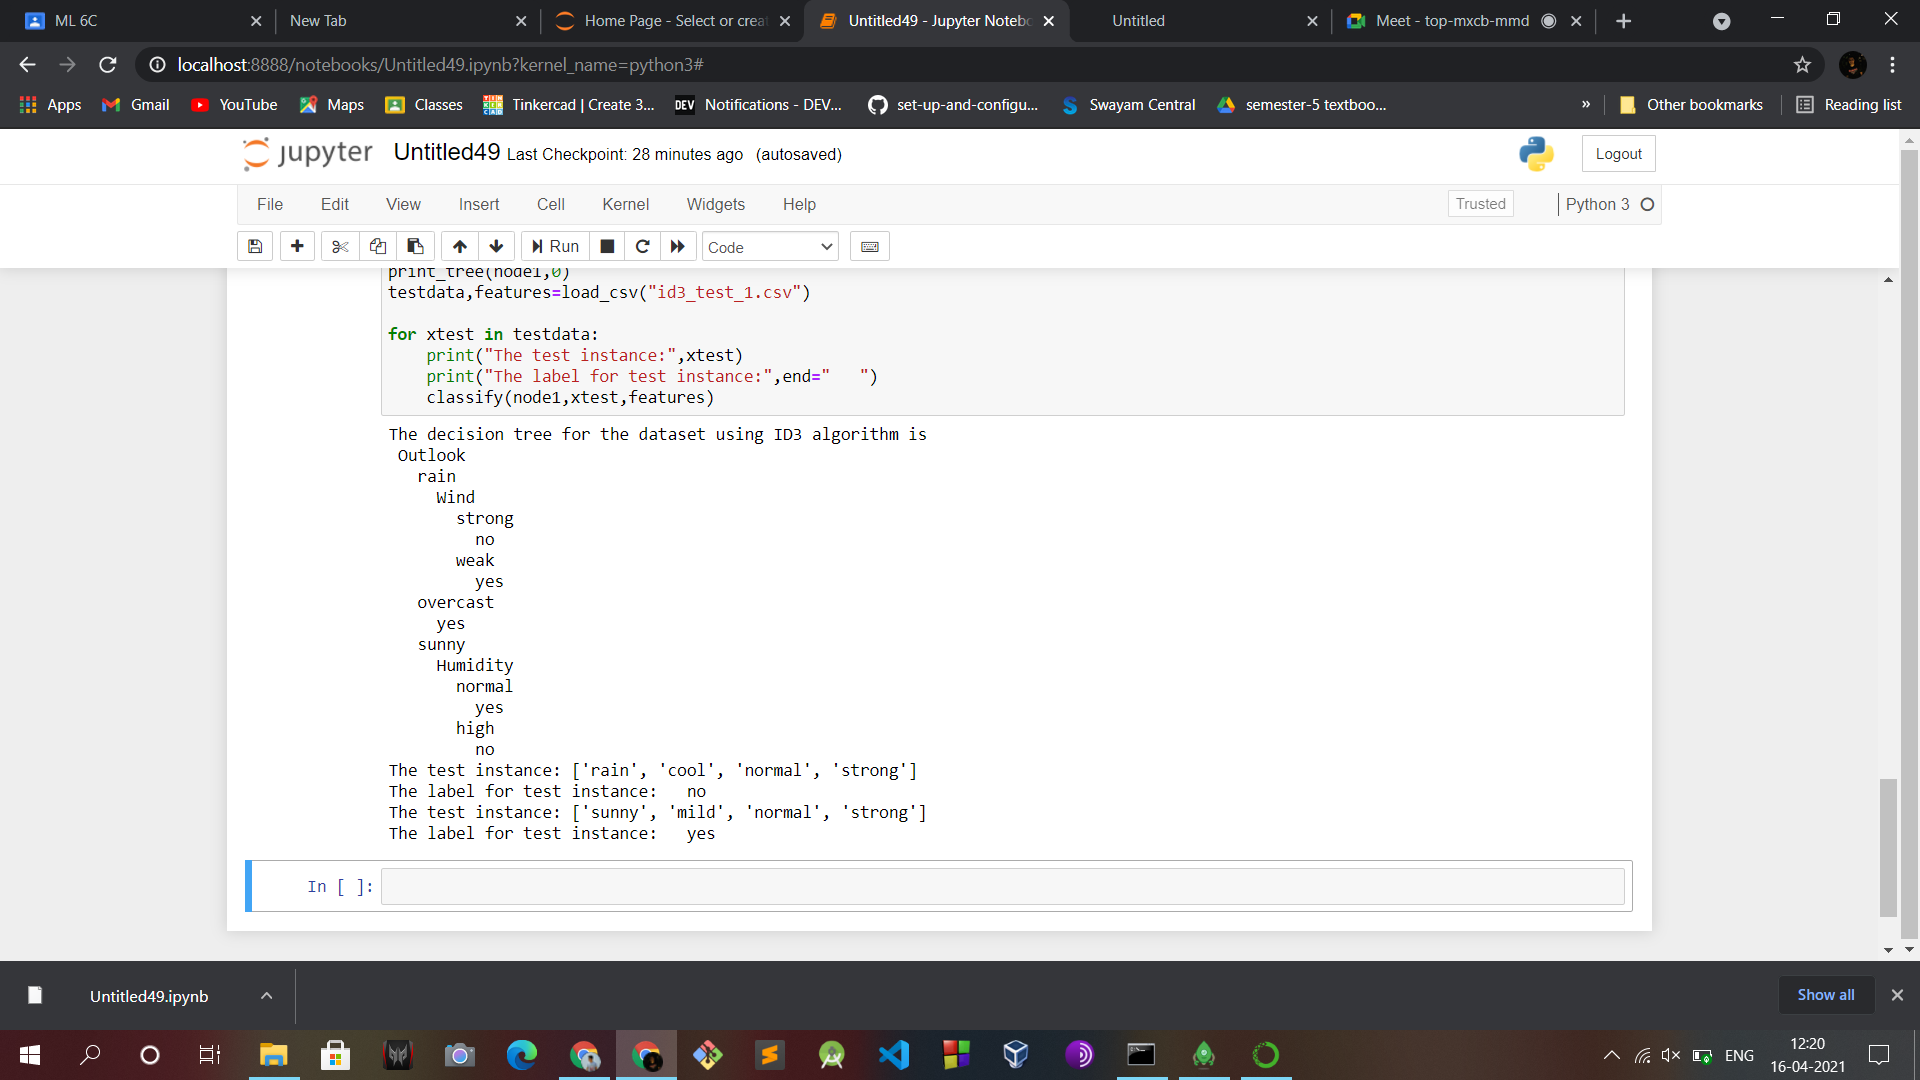 ML 6C
New Tab
Home Page - Select or crea
Untitled49 - Jupyter Notebo
Untitled
Meet - top-mxcb-mmd
localhost:8888/notebooks/Untitled49.ipynb?kernel_name=python3#
Apps
Gmail
YouTube
Maps
Classes
Tinkercad | Create 3...
DEV Notifications - DEV...
set-up-and-configu...
Swayam Central
semester-5 textboo...
»
Other bookmarks
Reading list
jupyter Untitled49 Last Checkpoint: 28 minutes ago (autosaved)
Logout
File Edit View Insert Cell Kernel Widgets Help
Trusted
Python 3
Run
Code
print_tree(node1,0)
testdata,features=load_csv("id3_test_1.csv")
for xtest in testdata:
    print("The test instance:",xtest)
    print("The label for test instance:",end="   ")
    classify(node1,xtest,features)
The decision tree for the dataset using ID3 algorithm is
 Outlook
   rain
     Wind
       strong
         no
       weak
         yes
   overcast
     yes
   sunny
     Humidity
       normal
         yes
       high
         no
The test instance: ['rain', 'cool', 'normal', 'strong']
The label for test instance:   no
The test instance: ['sunny', 'mild', 'normal', 'strong']
The label for test instance:   yes
In [ ]:
Untitled49.ipynb
Show all
ENG
12:20
16-04-2021